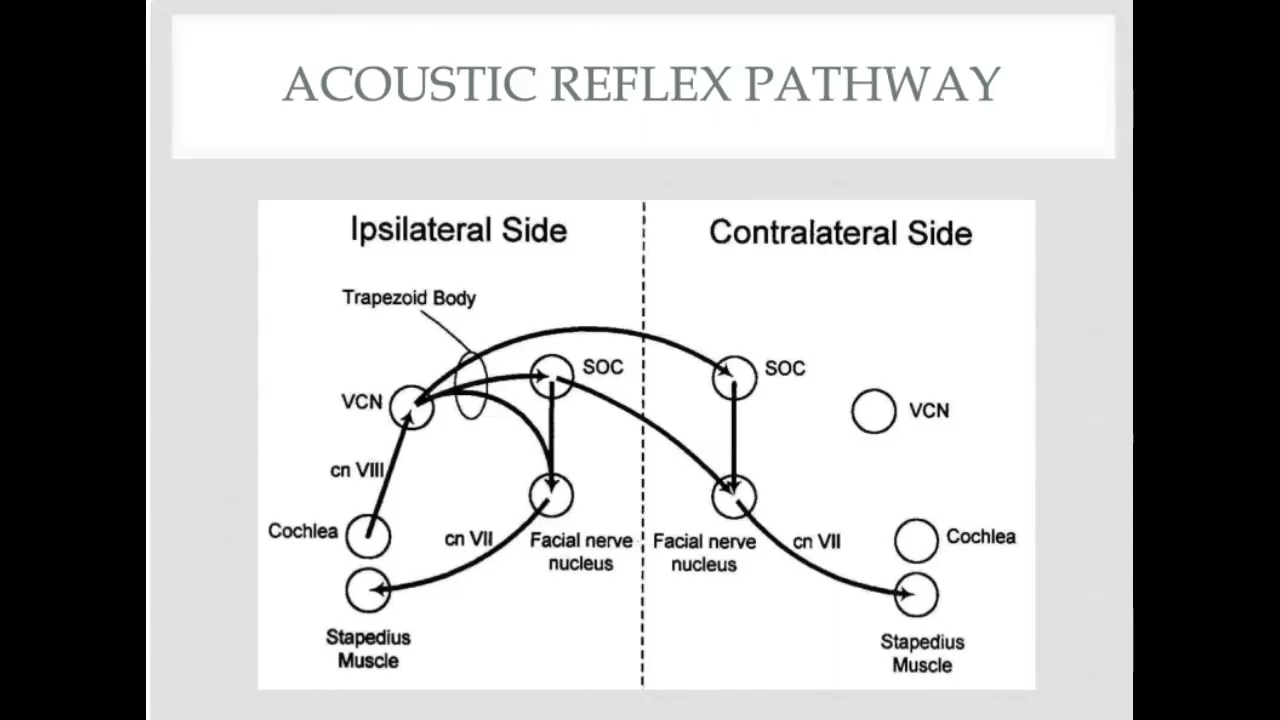 ACOUSTIC REFLEX PATHWAY
Ipsilateral Side
Contralateral Side
Trapezoid Body
SOC
SOC
VCN
VCN
cn VIII
Cochlea
cn VII
Facial nerve
nucleus
Facial nerve
nucleus
cn VII
Cochlea
Stapedius
Muscle
Stapedius
Muscle